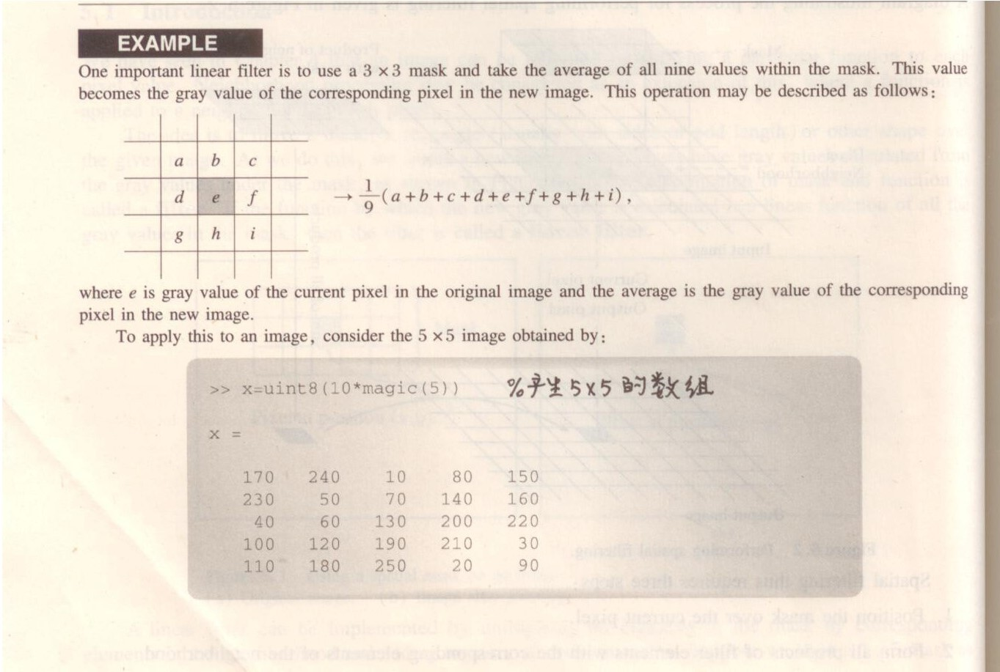 EXAMPLE
One important linear filter is to use a 3 × 3 mask and take the average of all nine values within the mask. This value
becomes the gray value of the corresponding pixel in the new image. This operation may be described as follows:
a b c
d e f → 1/9 (a + b + c + d + e + f + g + h + i),
g h i
where e is gray value of the current pixel in the original image and the average is the gray value of the corresponding
pixel in the new image.
To apply this to an image, consider the 5 × 5 image obtained by:
>> x=uint8(10*magic(5)) %产生5x5的数组
x =
170 240 10 80 150
230 50 70 140 160
40 60 130 200 220
100 120 190 210 30
110 180 250 20 90